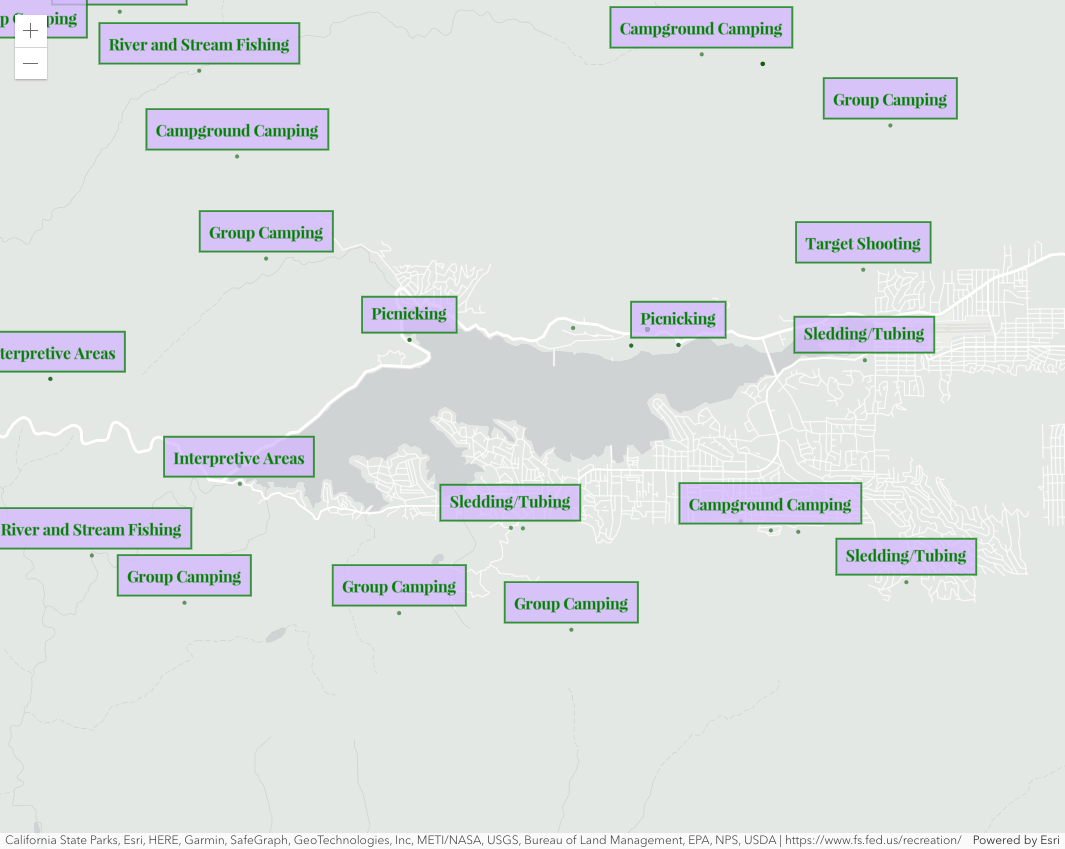 p Camping
River and Stream Fishing
Campground Camping
Campground Camping
Group Camping
Group Camping
Target Shooting
Picnicking
Picnicking
Sledding/Tubing
terpretive Areas
Interpretive Areas
Sledding/Tubing
Campground Camping
River and Stream Fishing
Sledding/Tubing
Group Camping
Group Camping
Group Camping
California State Parks, Esri, HERE, Garmin, SafeGraph, GeoTechnologies, Inc, METI/NASA, USGS, Bureau of Land Management, EPA, NPS, USDA | https://www.fs.fed.us/recreation/ Powered by Esri